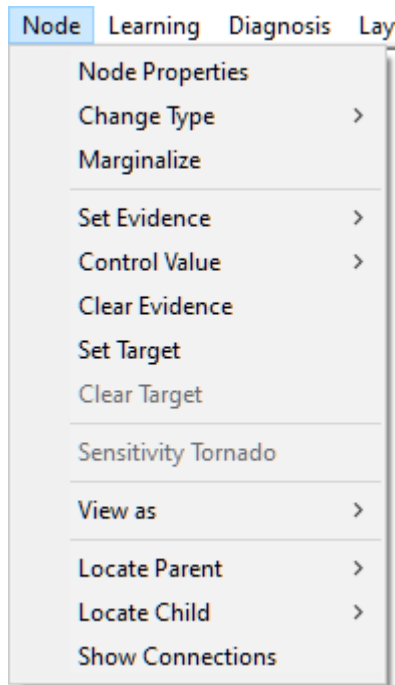 Node Learning Diagnosis Lay
Node Properties
Change Type
Marginalize
Set Evidence
Control Value
Clear Evidence
Set Target
Clear Target
Sensitivity Tornado
View as
Locate Parent
Locate Child
Show Connections